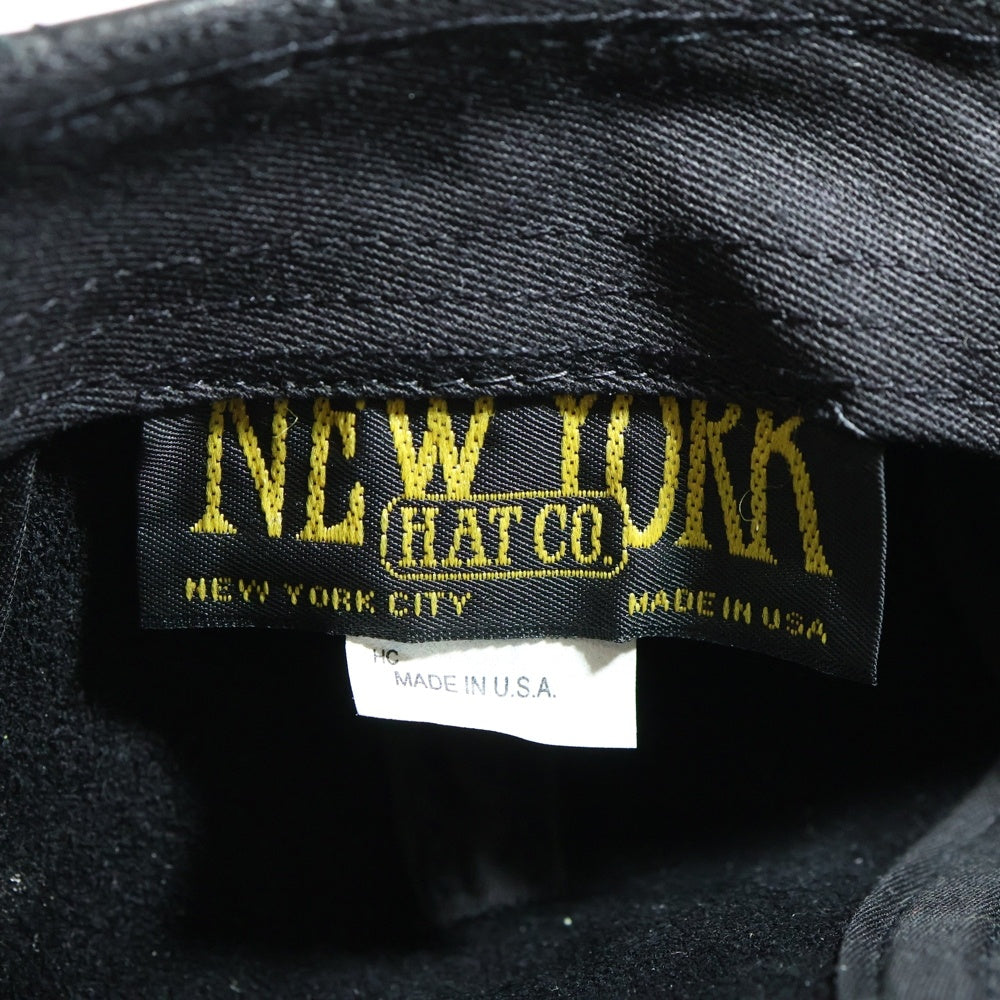 NEW YORK
HAT CO.
NEW YORK CITY MADE IN USA
HC
MADE IN U.S.A.